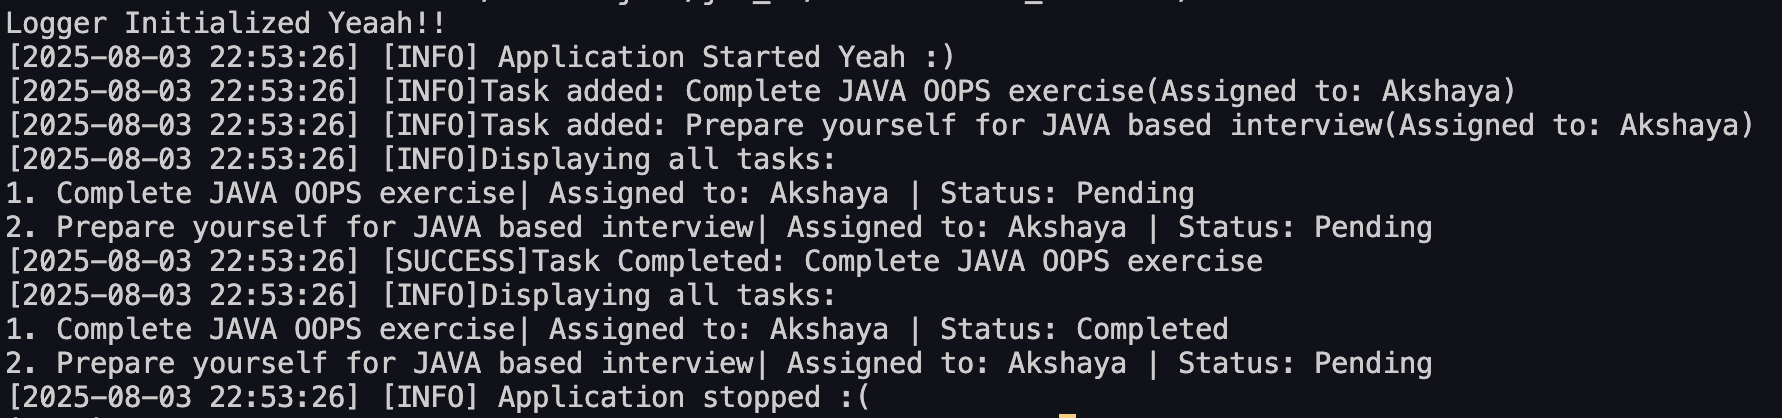 Logger Initialized Yeaah!!
[2025-08-03 22:53:26] [INFO] Application Started Yeah :)
[2025-08-03 22:53:26] [INFO]Task added: Complete JAVA OOPS exercise(Assigned to: Akshaya)
[2025-08-03 22:53:26] [INFO]Task added: Prepare yourself for JAVA based interview(Assigned to: Akshaya)
[2025-08-03 22:53:26] [INFO]Displaying all tasks:
1. Complete JAVA OOPS exercise| Assigned to: Akshaya | Status: Pending
2. Prepare yourself for JAVA based interview| Assigned to: Akshaya | Status: Pending
[2025-08-03 22:53:26] [SUCCESS]Task Completed: Complete JAVA OOPS exercise
[2025-08-03 22:53:26] [INFO]Displaying all tasks:
1. Complete JAVA OOPS exercise| Assigned to: Akshaya | Status: Completed
2. Prepare yourself for JAVA based interview| Assigned to: Akshaya | Status: Pending
[2025-08-03 22:53:26] [INFO] Application stopped :(